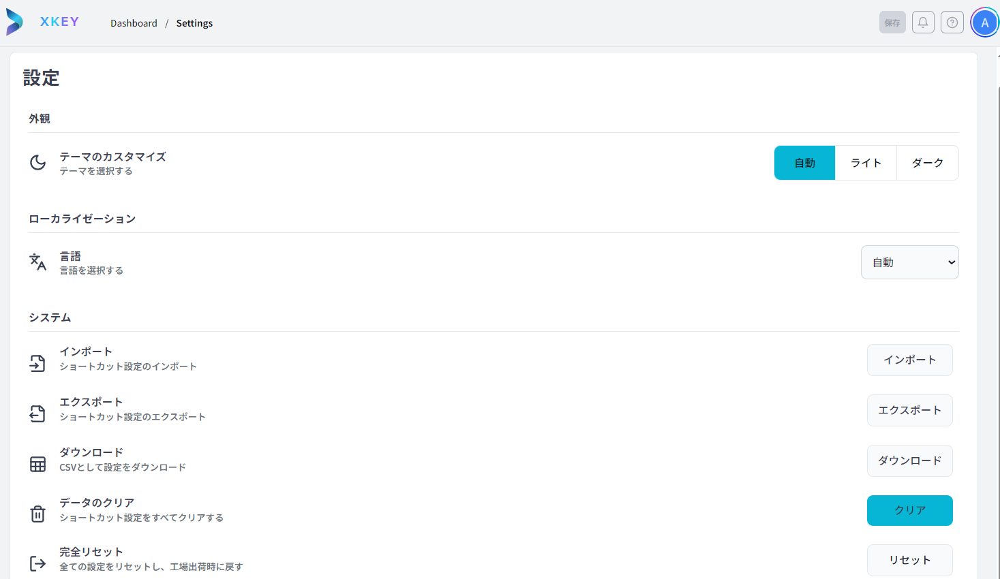 XKEY
Dashboard / Settings
保存
A
設定
外観
テーマのカスタマイズ
テーマを選択する
自動
ライト
ダーク
ローカライゼーション
言語
言語を選択する
自動
システム
インポート
ショートカット設定のインポート
インポート
エクスポート
ショートカット設定のエクスポート
エクスポート
ダウンロード
CSVとして設定をダウンロード
ダウンロード
データのクリア
ショートカット設定をすべてクリアする
クリア
完全リセット
全ての設定をリセットし、工場出荷時に戻す
リセット